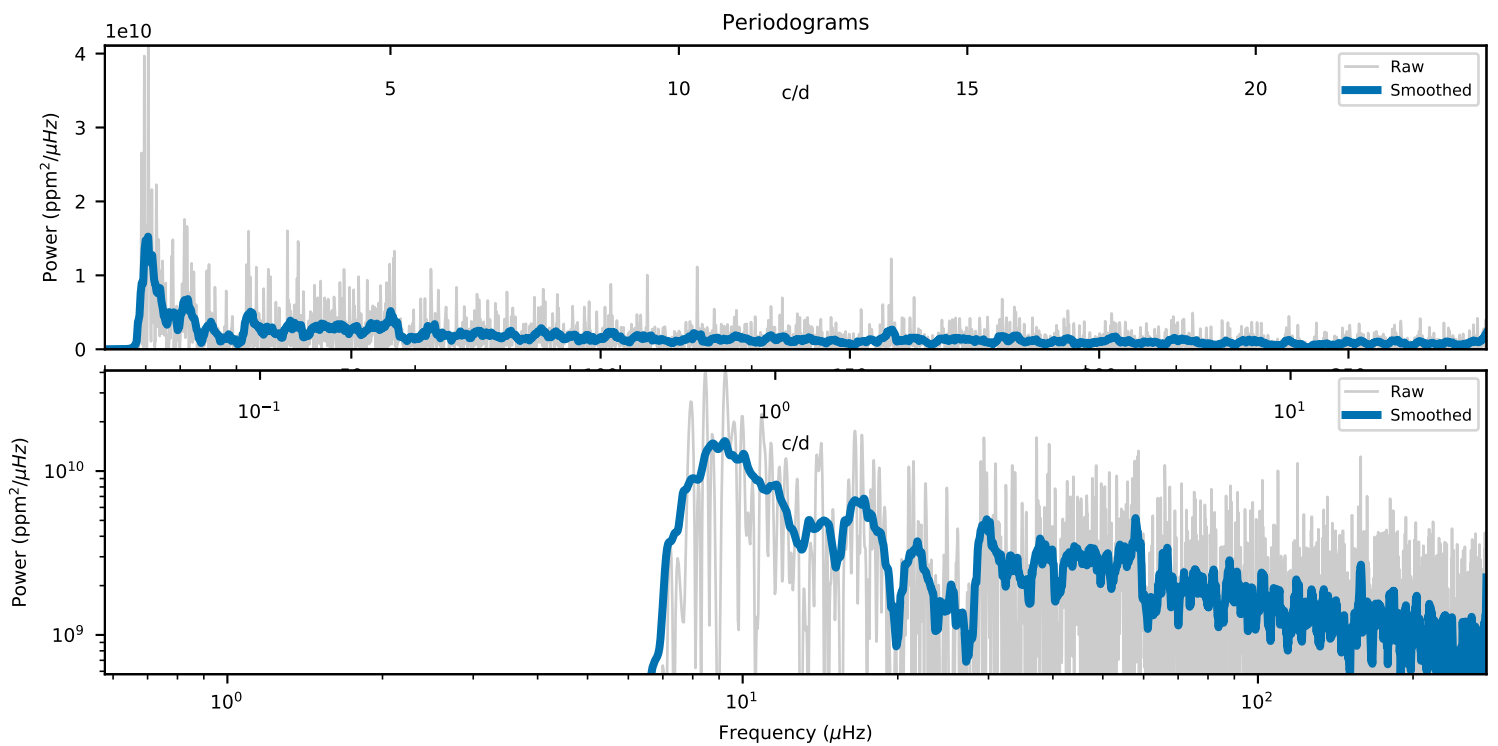 Periodograms
1e10
4
3
2
1
0
Power (ppm²/μHz)
5
10
15
20
c/d
Raw
Smoothed
10⁻¹
10⁰
10¹
c/d
Raw
Smoothed
10¹⁰
10⁹
Power (ppm²/μHz)
10⁰
10¹
10²
Frequency (μHz)